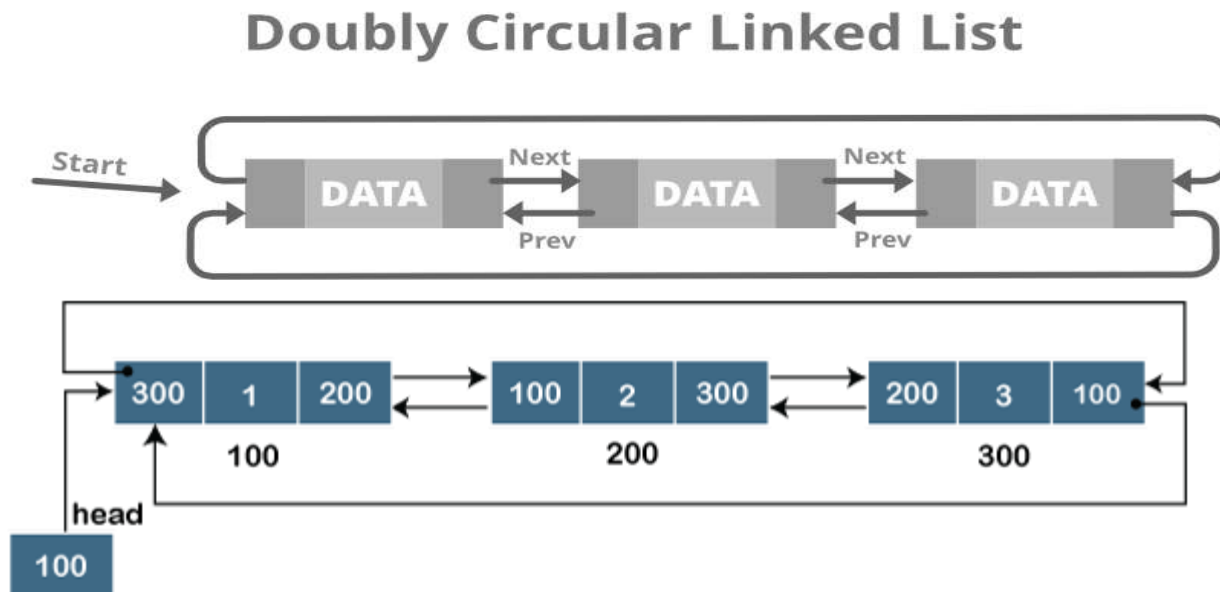 Doubly Circular Linked List
Start
Next
Next
DATA
DATA
DATA
Prev
Prev
300 1 200
100 2 300
200 3 100
100
200
300
head
100